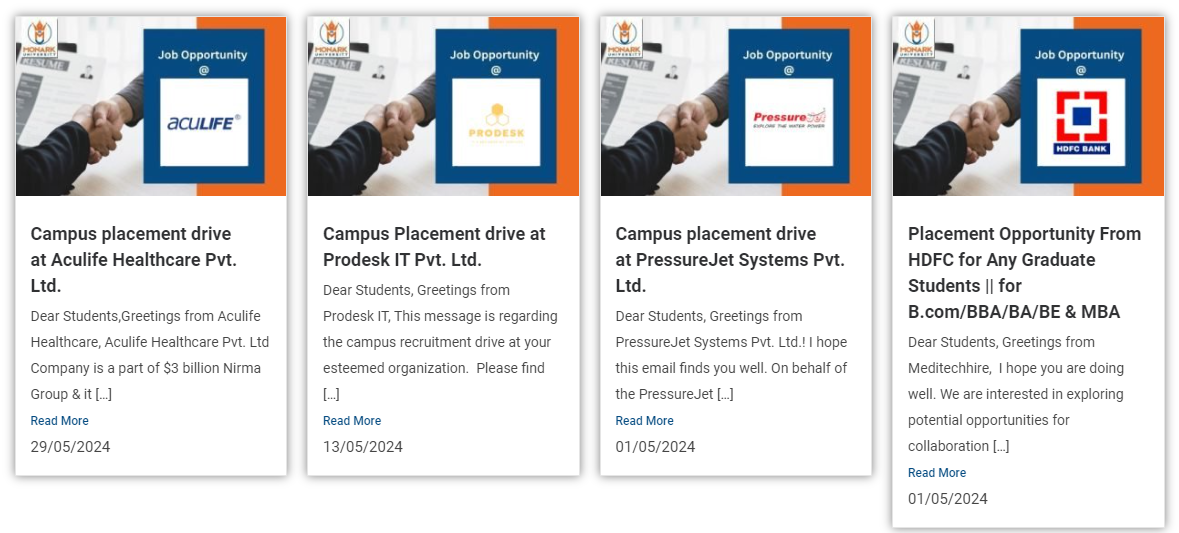 MONARK
UNIVERSITY
RESUME
Job Opportunity
@
acuLIFE®
Campus placement drive
at Aculife Healthcare Pvt.
Ltd.
Dear Students,Greetings from Aculife
Healthcare, Aculife Healthcare Pvt. Ltd
Company is a part of $3 billion Nirma
Group & it [...]
Read More
29/05/2024
MONARK
UNIVERSITY
RESUME
Job Opportunity
@
PRODESK
Campus Placement drive at
Prodesk IT Pvt. Ltd.
Dear Students, Greetings from
Prodesk IT, This message is regarding
the campus recruitment drive at your
esteemed organization.  Please find
[...]
Read More
13/05/2024
MONARK
UNIVERSITY
RESUME
Job Opportunity
@
PressureJet
EXPLORE THE WATER POWER
Campus placement drive
at PressureJet Systems Pvt.
Ltd.
Dear Students, Greetings from
PressureJet Systems Pvt. Ltd.! I hope
this email finds you well. On behalf of
the PressureJet [...]
Read More
01/05/2024
MONARK
UNIVERSITY
RESUME
Job Opportunity
@
HDFC BANK
Placement Opportunity From
HDFC for Any Graduate
Students || for
B.com/BBA/BA/BE & MBA
Dear Students, Greetings from
Meditechhire,  I hope you are doing
well. We are interested in exploring
potential opportunities for
collaboration [...]
Read More
01/05/2024